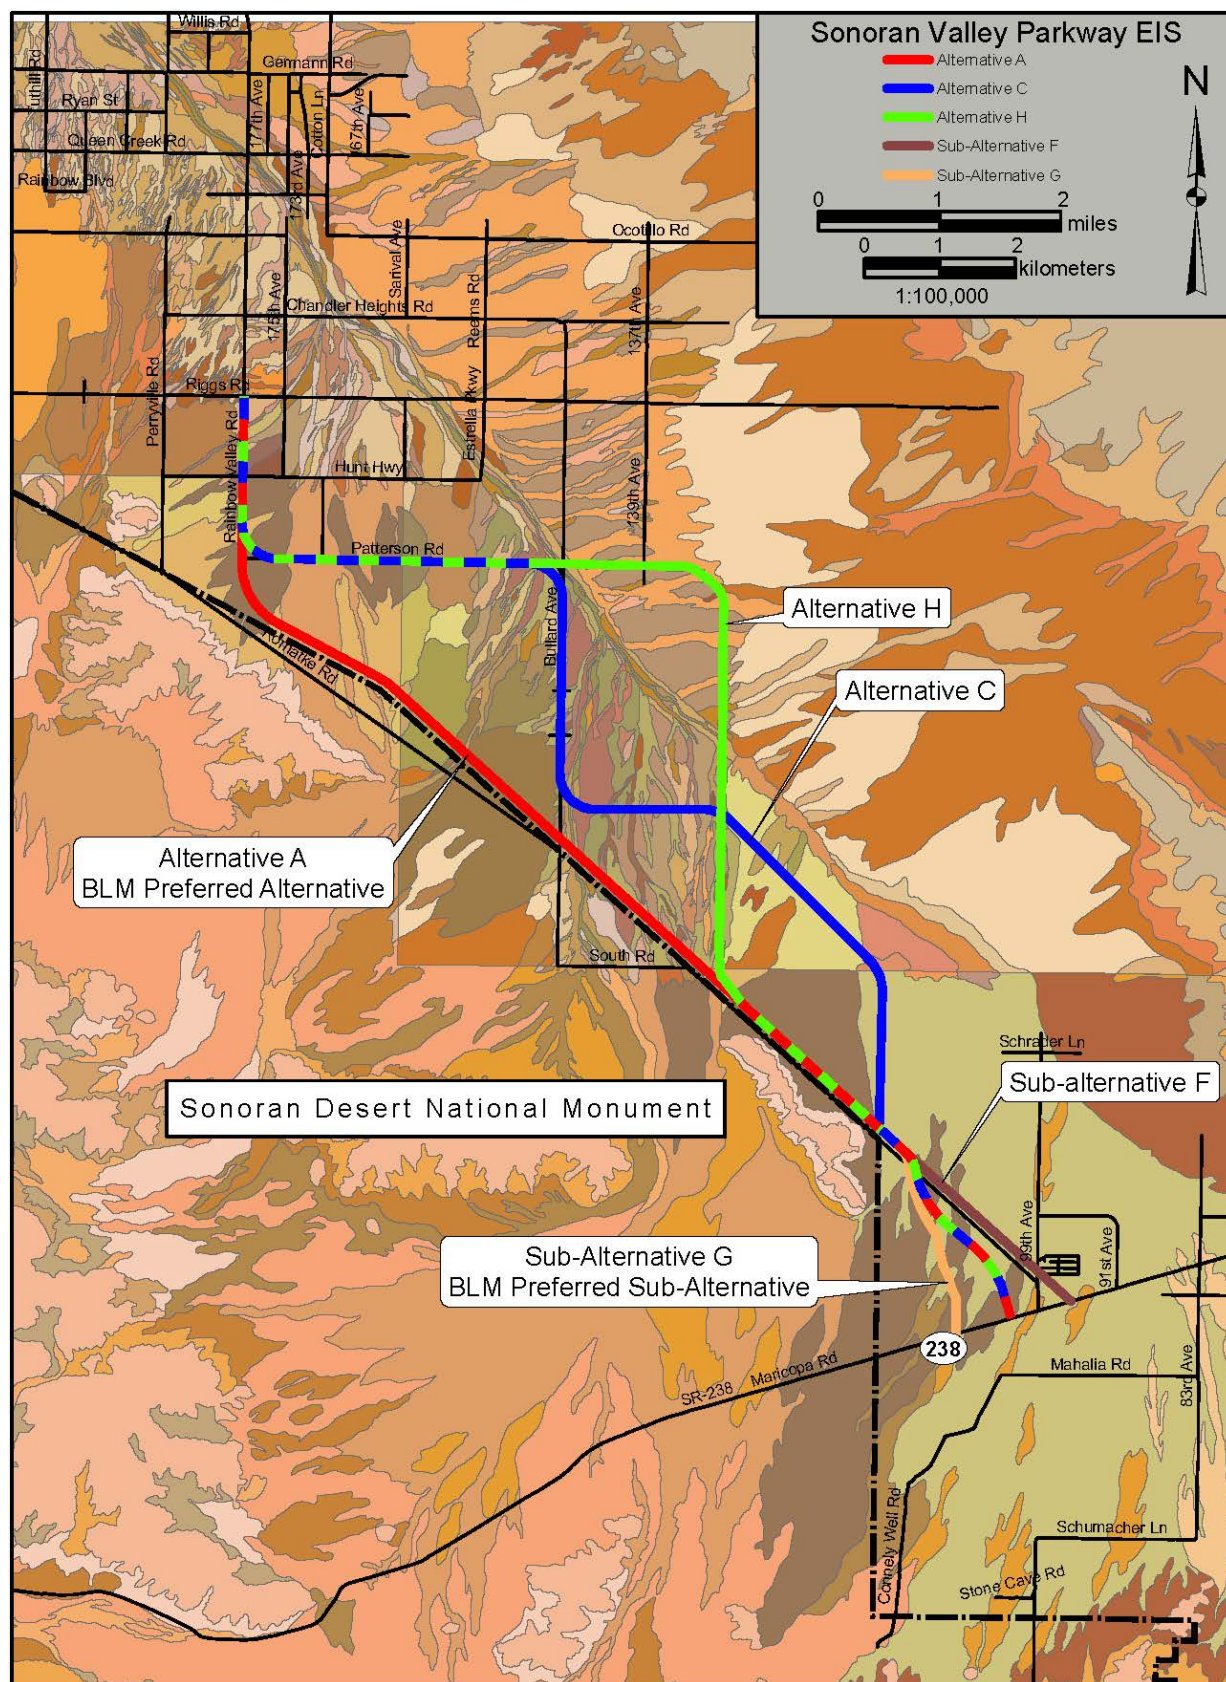 Sonoran Valley Parkway EIS
Alternative A
Alternative C
Alternative H
Sub-Alternative F
Sub-Alternative G
N
0 1 2
miles
0 1 2
kilometers
1:100,000
Willis Rd
Germann Rd
Tuthill Rd
Ryan St
Queen Creek Rd
Rainbow Blvd
177th Ave
173rd Ave
Cotton Ln
167th Ave
Ocotillo Rd
Sarival Ave
Chandler Heights Rd
175th Ave
Reems Rd
137th Ave
Riggs Rd
Perryville Rd
Rainbow Valley Rd
Estrella Pkwy
Hunt Hwy
139th Ave
Patterson Rd
Alternative H
Bullard Ave
Komatke Rd
Alternative C
Alternative A
BLM Preferred Alternative
South Rd
Schrader Ln
Sub-alternative F
Sonoran Desert National Monument
99th Ave
91st Ave
Sub-Alternative G
BLM Preferred Sub-Alternative
238
SR-238 Maricopa Rd
Mahalia Rd
83rd Ave
Connely Well Rd
Schumacher Ln
Stone Cave Rd